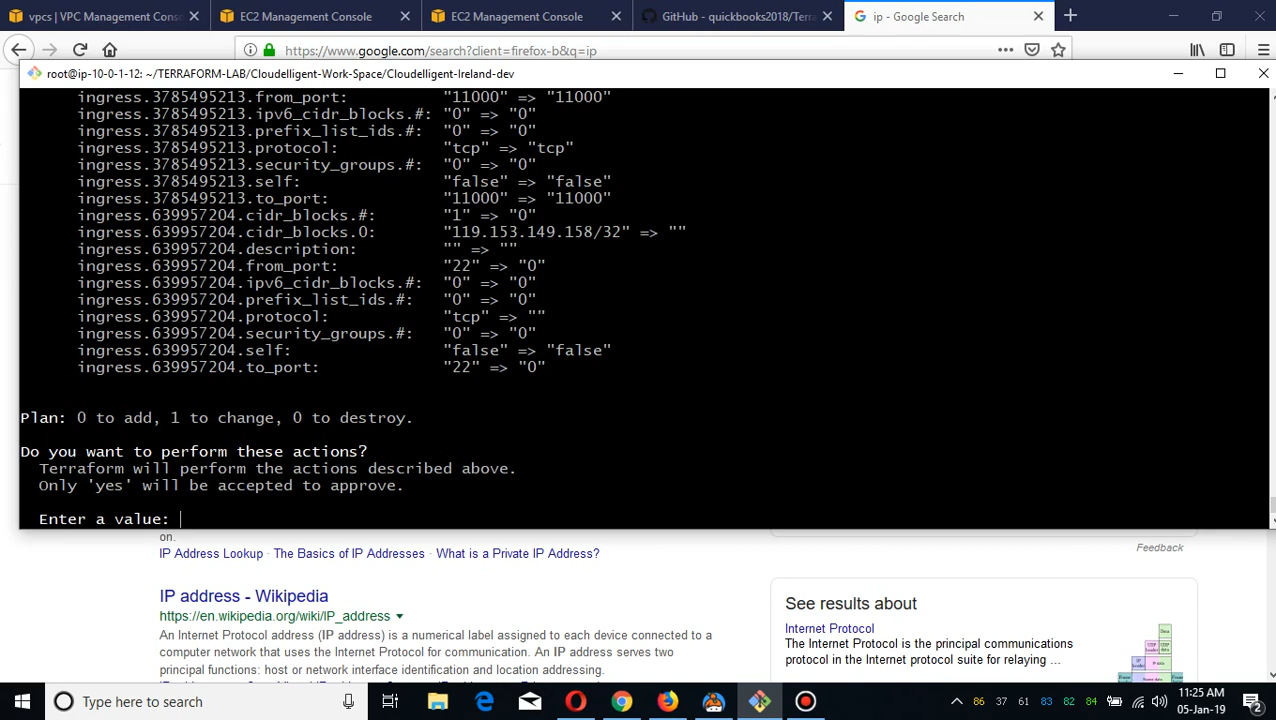 vpcs | VPC Management Conso
EC2 Management Console
EC2 Management Console
GitHub - quickbooks2018/Terra
ip - Google Search
https://www.google.com/search?client=firefox-b&q=ip
root@ip-10-0-1-12: ~/TERRAFORM-LAB/Cloudelligent-Work-Space/Cloudelligent-Ireland-dev
ingress.3785495213.from_port: "11000" => "11000"
ingress.3785495213.ipv6_cidr_blocks.#: "0" => "0"
ingress.3785495213.prefix_list_ids.#: "0" => "0"
ingress.3785495213.protocol: "tcp" => "tcp"
ingress.3785495213.security_groups.#: "0" => "0"
ingress.3785495213.self: "false" => "false"
ingress.3785495213.to_port: "11000" => "11000"
ingress.639957204.cidr_blocks.#: "1" => "0"
ingress.639957204.cidr_blocks.0: "119.153.149.158/32" => ""
ingress.639957204.description: "" => ""
ingress.639957204.from_port: "22" => "0"
ingress.639957204.ipv6_cidr_blocks.#: "0" => "0"
ingress.639957204.prefix_list_ids.#: "0" => "0"
ingress.639957204.protocol: "tcp" => ""
ingress.639957204.security_groups.#: "0" => "0"
ingress.639957204.self: "false" => "false"
ingress.639957204.to_port: "22" => "0"
Plan: 0 to add, 1 to change, 0 to destroy.
Do you want to perform these actions?
Terraform will perform the actions described above.
Only 'yes' will be accepted to approve.
Enter a value:
on.
IP Address Lookup · The Basics of IP Addresses · What is a Private IP Address?
Feedback
IP address - Wikipedia
https://en.wikipedia.org/wiki/IP_address
An Internet Protocol address (IP address) is a numerical label assigned to each device connected to a
computer network that uses the Internet Protocol for communication. An IP address serves two
principal functions: host or network interface identification and location addressing.
See results about
Internet Protocol
The Internet Protocol is the principal communications
protocol in the Internet protocol suite for relaying ...
Type here to search
86 37 61 83 82 84
11:25 AM
05-Jan-19
2